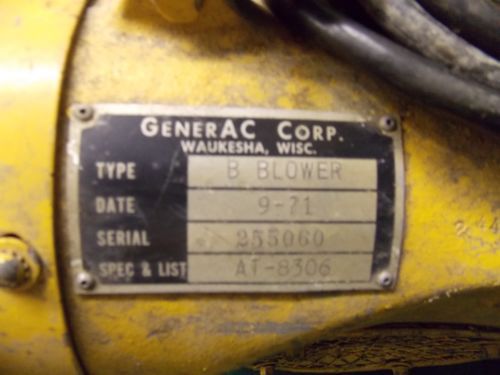 GENERAC CORP.
WAUKESHA, WISC.
TYPE B BLOWER
DATE 9-71
SERIAL 255060
SPEC & LIST AT-8306